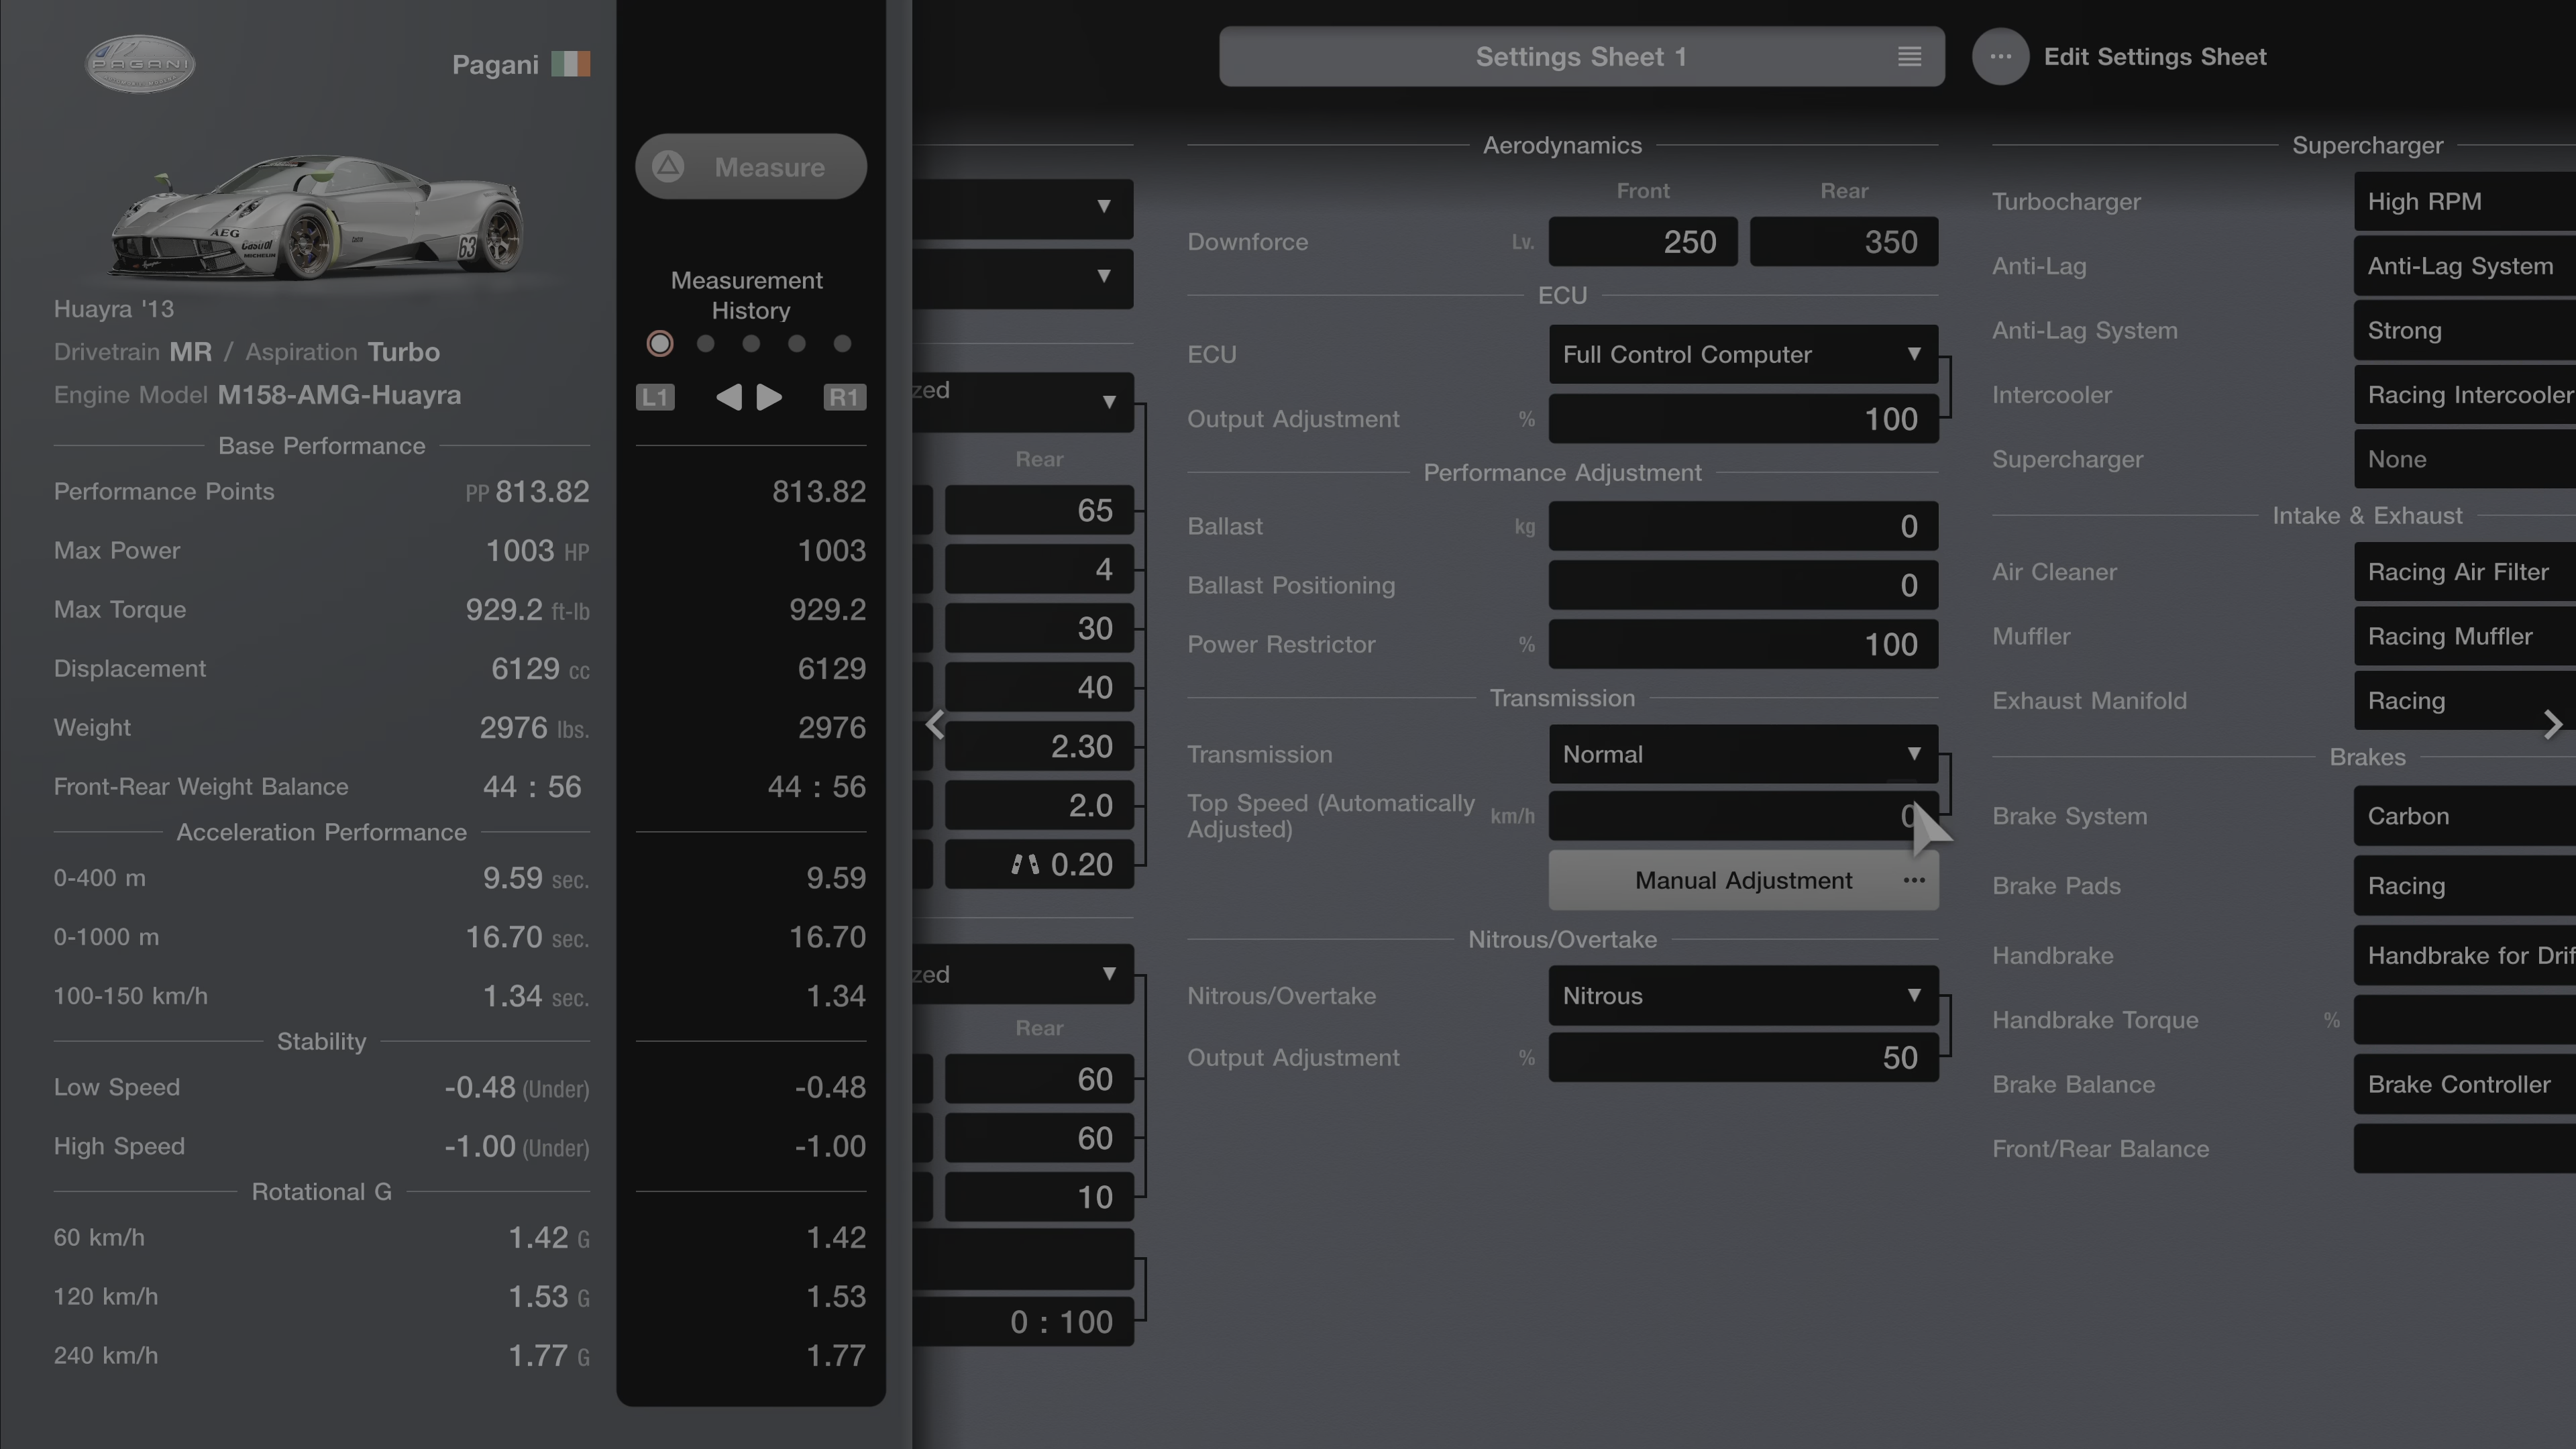 PAGANI
Pagani
AEG
Castrol
MICHELIN
63
Huayra '13
Drivetrain MR / Aspiration Turbo
Engine Model M158-AMG-Huayra
Base Performance
Performance Points PP 813.82
Max Power 1003 HP
Max Torque 929.2 ft-lb
Displacement 6129 cc
Weight 2976 lbs.
Front-Rear Weight Balance 44 : 56
Acceleration Performance
0-400 m 9.59 sec.
0-1000 m 16.70 sec.
100-150 km/h 1.34 sec.
Stability
Low Speed -0.48 (Under)
High Speed -1.00 (Under)
Rotational G
60 km/h 1.42 G
120 km/h 1.53 G
240 km/h 1.77 G
Measure
Measurement
History
L1 R1
813.82
1003
929.2
6129
2976
44 : 56
9.59
16.70
1.34
-0.48
-1.00
1.42
1.53
1.77
zed
Rear
65
4
30
40
2.30
2.0
0.20
zed
Rear
60
60
10
0 : 100
Settings Sheet 1
Edit Settings Sheet
Aerodynamics
Front Rear
Downforce Lv. 250 350
ECU
ECU Full Control Computer
Output Adjustment % 100
Performance Adjustment
Ballast kg 0
Ballast Positioning 0
Power Restrictor % 100
Transmission
Transmission Normal
Top Speed (Automatically
Adjusted) km/h 0
Manual Adjustment
Nitrous/Overtake
Nitrous/Overtake Nitrous
Output Adjustment % 50
Supercharger
Turbocharger High RPM
Anti-Lag Anti-Lag System
Anti-Lag System Strong
Intercooler Racing Intercooler
Supercharger None
Intake & Exhaust
Air Cleaner Racing Air Filter
Muffler Racing Muffler
Exhaust Manifold Racing
Brakes
Brake System Carbon
Brake Pads Racing
Handbrake Handbrake for Drif
Handbrake Torque %
Brake Balance Brake Controller
Front/Rear Balance